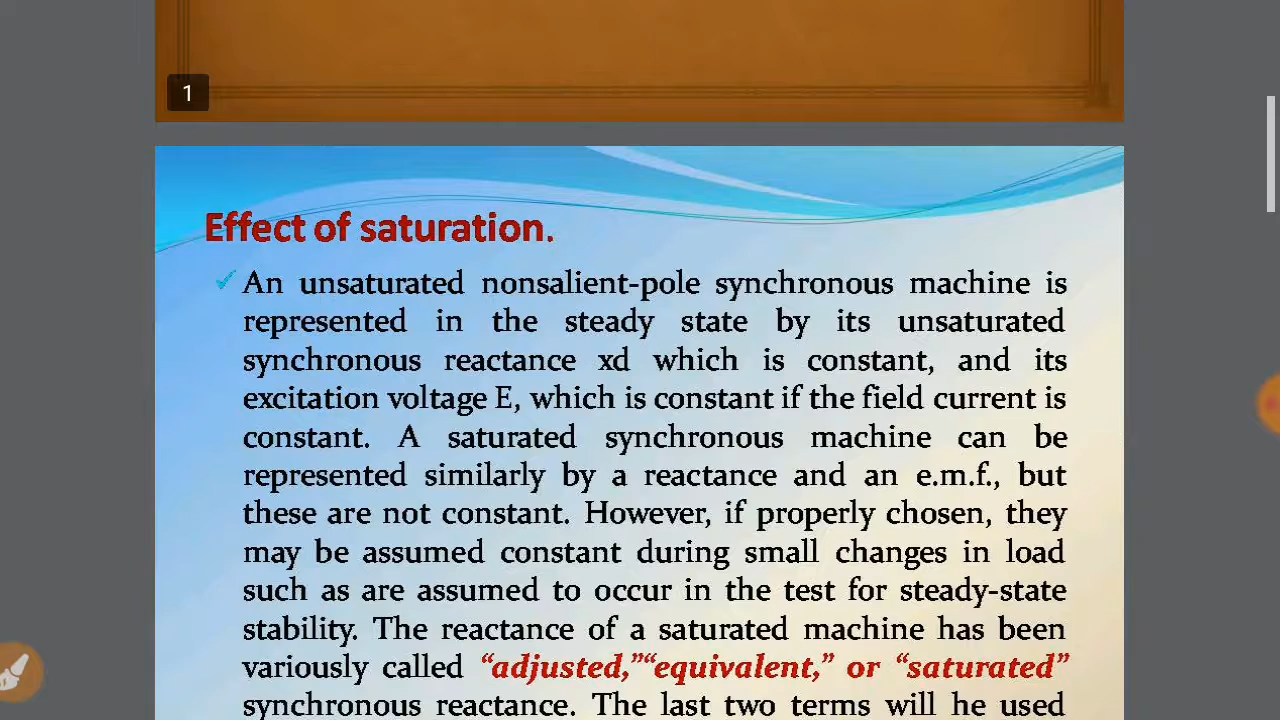 1
Effect of saturation.
An unsaturated nonsalient-pole synchronous machine is
represented in the steady state by its unsaturated
synchronous reactance xd which is constant, and its
excitation voltage E, which is constant if the field current is
constant. A saturated synchronous machine can be
represented similarly by a reactance and an e.m.f., but
these are not constant. However, if properly chosen, they
may be assumed constant during small changes in load
such as are assumed to occur in the test for steady-state
stability. The reactance of a saturated machine has been
variously called “adjusted,”“equivalent,” or “saturated”
synchronous reactance. The last two terms will he used